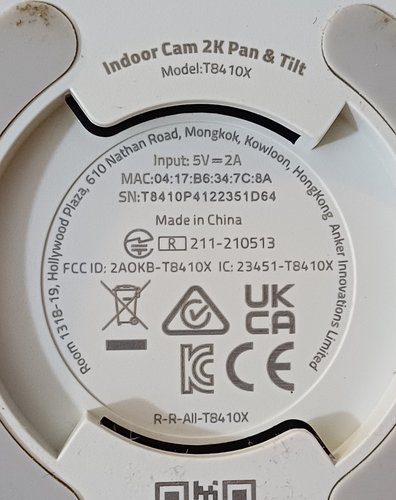 Indoor Cam 2K Pan & Tilt
Model:T8410X
Room 1318-19, Hollywood Plaza, 610 Nathan Road, Mongkok, Kowloon, HongKong
Anker Innovations Limited
Input: 5V⎓2A
MAC:04:17:B6:34:7C:8A
SN:T8410P4122351D64
Made in China
R 211-210513
FCC ID: 2AOKB-T8410X IC: 23451-T8410X
UK
CA
CE
R-R-All-T8410X